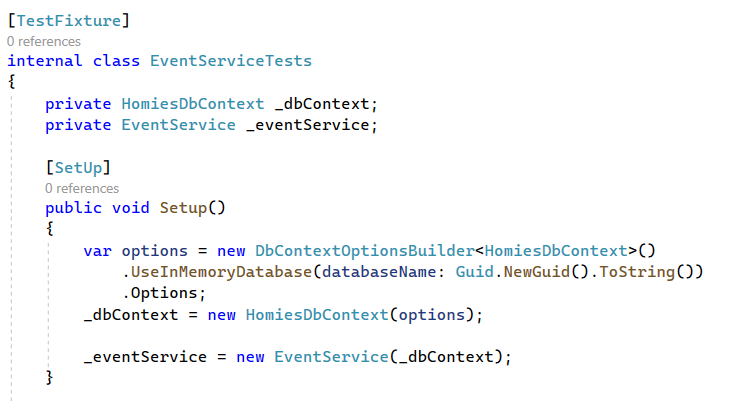 [TestFixture]
0 references
internal class EventServiceTests
{
    private HomiesDbContext _dbContext;
    private EventService _eventService;

    [SetUp]
    0 references
    public void Setup()
    {
        var options = new DbContextOptionsBuilder<HomiesDbContext>()
            .UseInMemoryDatabase(databaseName: Guid.NewGuid().ToString())
            .Options;
        _dbContext = new HomiesDbContext(options);

        _eventService = new EventService(_dbContext);
    }